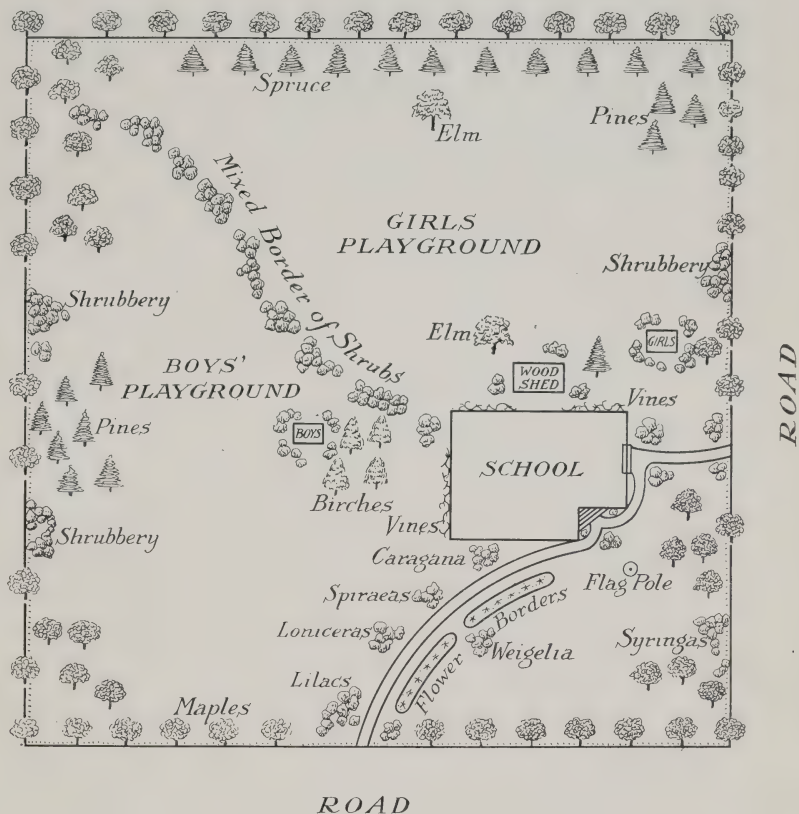 Spruce
Elm
Pines
Mixed Border of Shrubs
GIRLS
PLAYGROUND
Shrubbery
Shrubbery
Elm
GIRLS
BOYS'
PLAYGROUND
WOOD
SHED
ROAD
Vines
Pines
BOYS
SCHOOL
Birches
Vines
Shrubbery
Caragana
Flag Pole
Spiraeas
Flower Borders
Loniceras
Weigelia
Syringas
Lilacs
Maples
ROAD